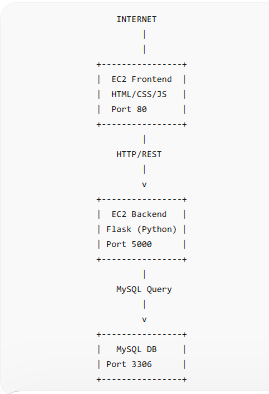 INTERNET
|
|
+----------------+
|  EC2 Frontend  |
|  HTML/CSS/JS   |
|  Port 80       |
+----------------+
|
HTTP/REST
|
v
+----------------+
|  EC2 Backend   |
| Flask (Python) |
| Port 5000      |
+----------------+
|
MySQL Query
|
v
+----------------+
|   MySQL DB     |
| Port 3306      |
+----------------+